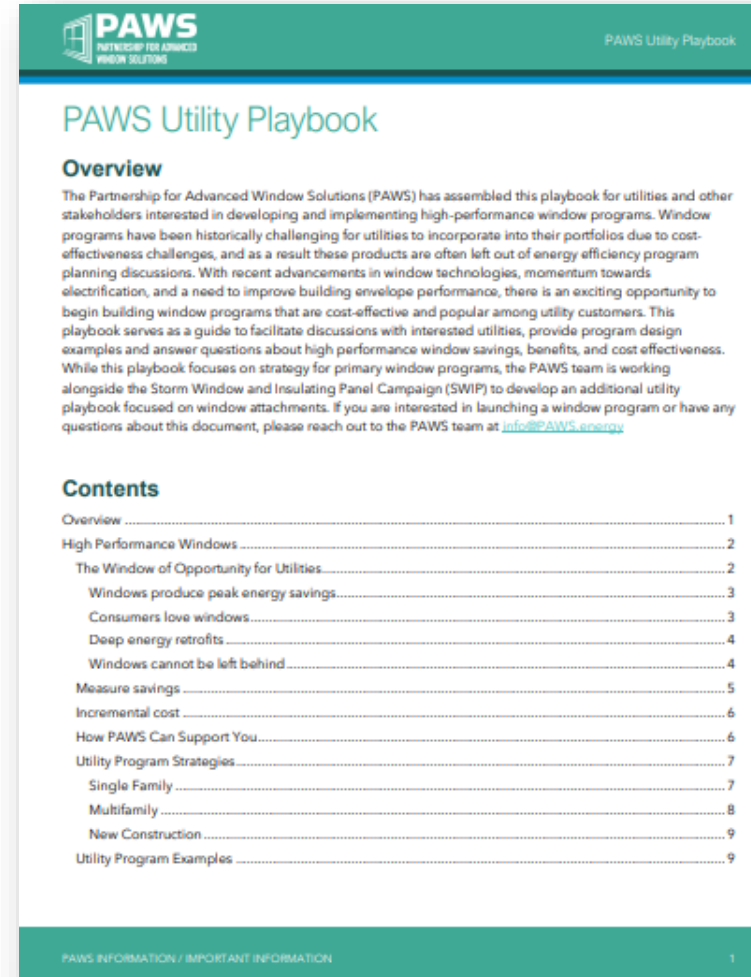 PAWS
PARTNERSHIP FOR ADVANCED
WINDOW SOLUTIONS
PAWS Utility Playbook
PAWS Utility Playbook
Overview
The Partnership for Advanced Window Solutions (PAWS) has assembled this playbook for utilities and other
stakeholders interested in developing and implementing high-performance window programs. Window
programs have been historically challenging for utilities to incorporate into their portfolios due to cost-
effectiveness challenges, and as a result these products are often left out of energy efficiency program
planning discussions. With recent advancements in window technologies, momentum towards
electrification, and a need to improve building envelope performance, there is an exciting opportunity to
begin building window programs that are cost-effective and popular among utility customers. This
playbook serves as a guide to facilitate discussions with interested utilities, provide program design
examples and answer questions about high performance window savings, benefits, and cost effectiveness.
While this playbook focuses on strategy for primary window programs, the PAWS team is working
alongside the Storm Window and Insulating Panel Campaign (SWIP) to develop an additional utility
playbook focused on window attachments. If you are interested in launching a window program or have any
questions about this document, please reach out to the PAWS team at info@PAWS.energy
Contents
Overview 1
High Performance Windows 2
The Window of Opportunity for Utilities 2
Windows produce peak energy savings 3
Consumers love windows 3
Deep energy retrofits 4
Windows cannot be left behind 4
Measure savings 5
Incremental cost 6
How PAWS Can Support You 6
Utility Program Strategies 7
Single Family 7
Multifamily 8
New Construction 9
Utility Program Examples 9
PAWS INFORMATION / IMPORTANT INFORMATION 1